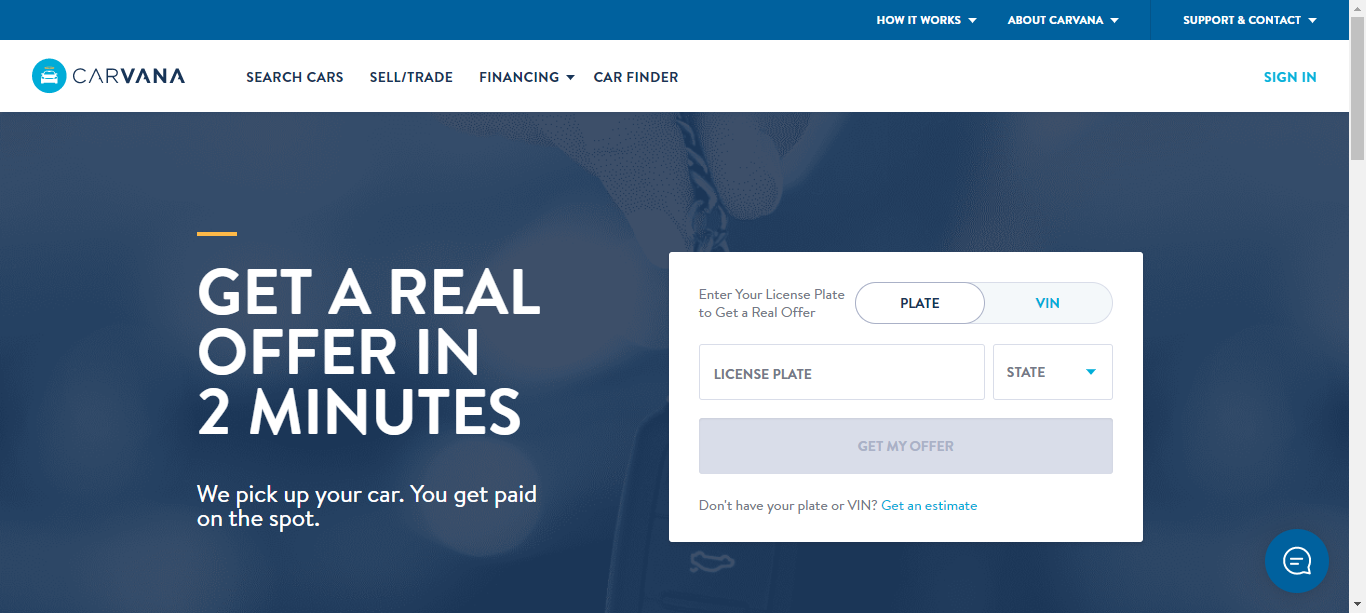 HOW IT WORKS
ABOUT CARVANA
SUPPORT & CONTACT
CARVANA
SEARCH CARS
SELL/TRADE
FINANCING
CAR FINDER
SIGN IN
GET A REAL
OFFER IN
2 MINUTES
We pick up your car. You get paid
on the spot.
Enter Your License Plate
to Get a Real Offer
PLATE
VIN
LICENSE PLATE
STATE
GET MY OFFER
Don't have your plate or VIN? Get an estimate